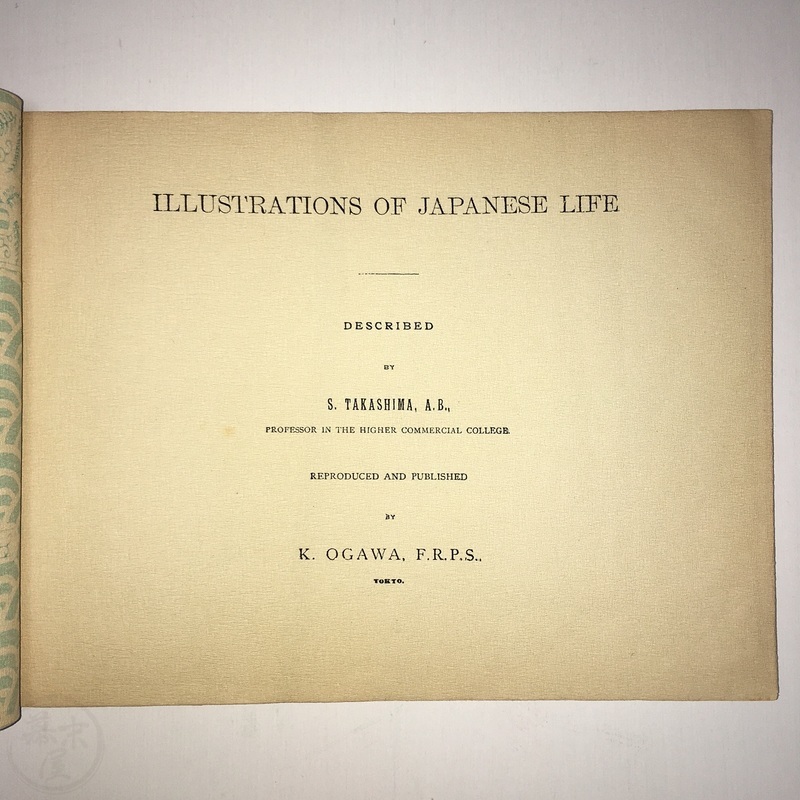 ILLUSTRATIONS OF JAPANESE LIFE
DESCRIBED
BY
S. TAKASHIMA, A.B.,
PROFESSOR IN THE HIGHER COMMERCIAL COLLEGE.
REPRODUCED AND PUBLISHED
BY
K. OGAWA, F.R.P.S.,
TOKYO.